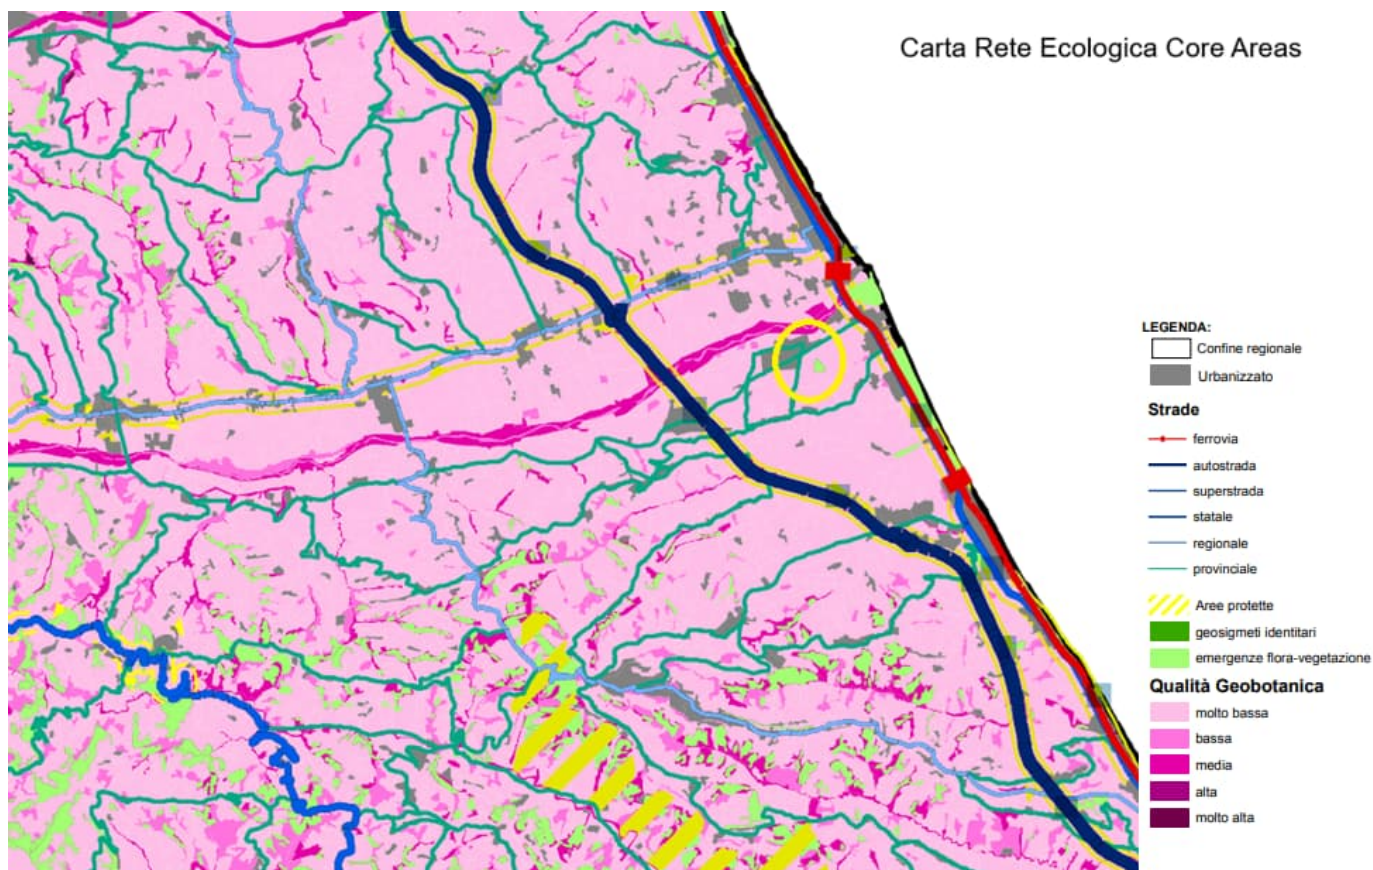 Carta Rete Ecologica Core Areas
LEGENDA:
Confine regionale
Urbanizzato
Strade
ferrovia
autostrada
superstrada
statale
regionale
provinciale
Aree protette
geosigmeti identitari
emergenze flora-vegetazione
Qualità Geobotanica
molto bassa
bassa
media
alta
molto alta